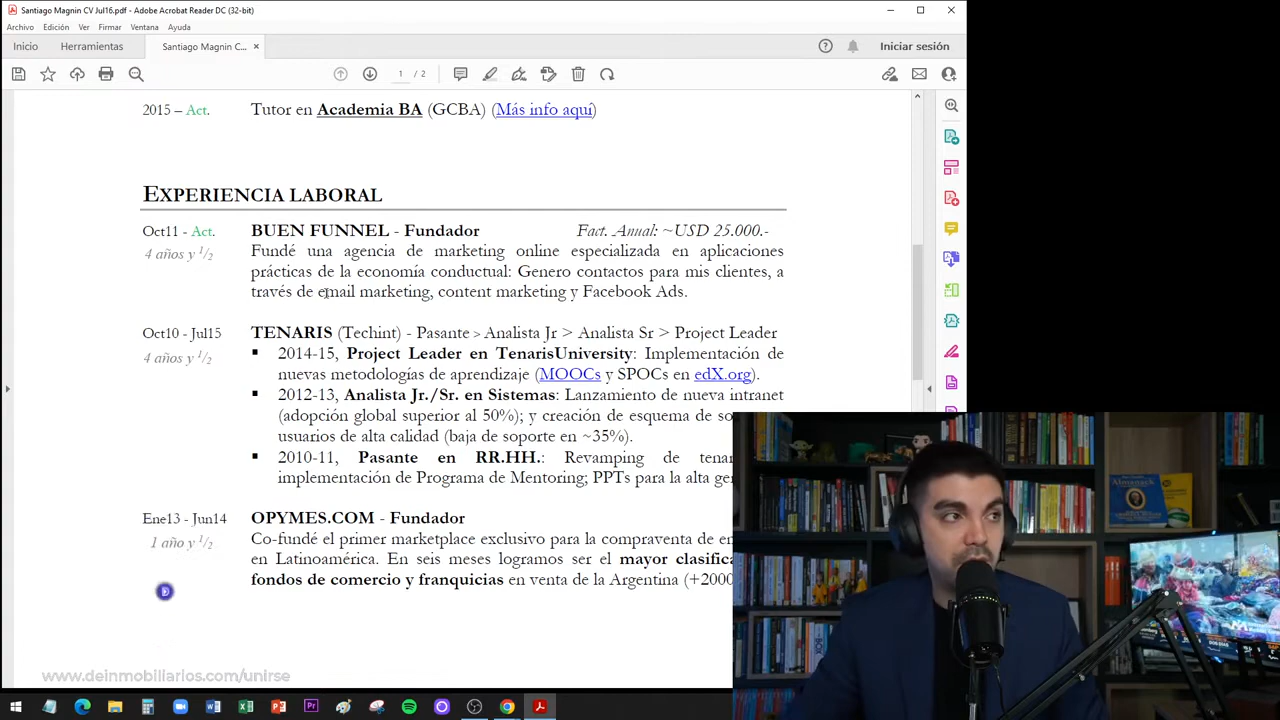 Santiago Magnin CV Jul16.pdf - Adobe Acrobat Reader DC (32-bit)
Archivo Edición Ver Firmar Ventana Ayuda
Inicio Herramientas Santiago Magnin C... × Iniciar sesión
1 / 2
2015 – Act. Tutor en Academia BA (GCBA) (Más info aquí)
EXPERIENCIA LABORAL
Oct11 - Act. BUEN FUNNEL - Fundador Fact. Anual: ~USD 25.000.-
4 años y 1/2 Fundé una agencia de marketing online especializada en aplicaciones
prácticas de la economía conductual: Genero contactos para mis clientes, a
través de email marketing, content marketing y Facebook Ads.
Oct10 - Jul15 TENARIS (Techint) - Pasante > Analista Jr > Analista Sr > Project Leader
4 años y 1/2 ▪ 2014-15, Project Leader en TenarisUniversity: Implementación de
nuevas metodologías de aprendizaje (MOOCs y SPOCs en edX.org).
▪ 2012-13, Analista Jr./Sr. en Sistemas: Lanzamiento de nueva intranet
(adopción global superior al 50%); y creación de esquema de so
usuarios de alta calidad (baja de soporte en ~35%).
▪ 2010-11, Pasante en RR.HH.: Revamping de tenar
implementación de Programa de Mentoring; PPTs para la alta ger
Ene13 - Jun14 OPYMES.COM - Fundador
1 año y 1/2 Co-fundé el primer marketplace exclusivo para la compraventa de em
en Latinoamérica. En seis meses logramos ser el mayor clasifica
fondos de comercio y franquicias en venta de la Argentina (+2000
www.deinmobiliarios.com/unirse
Almanack